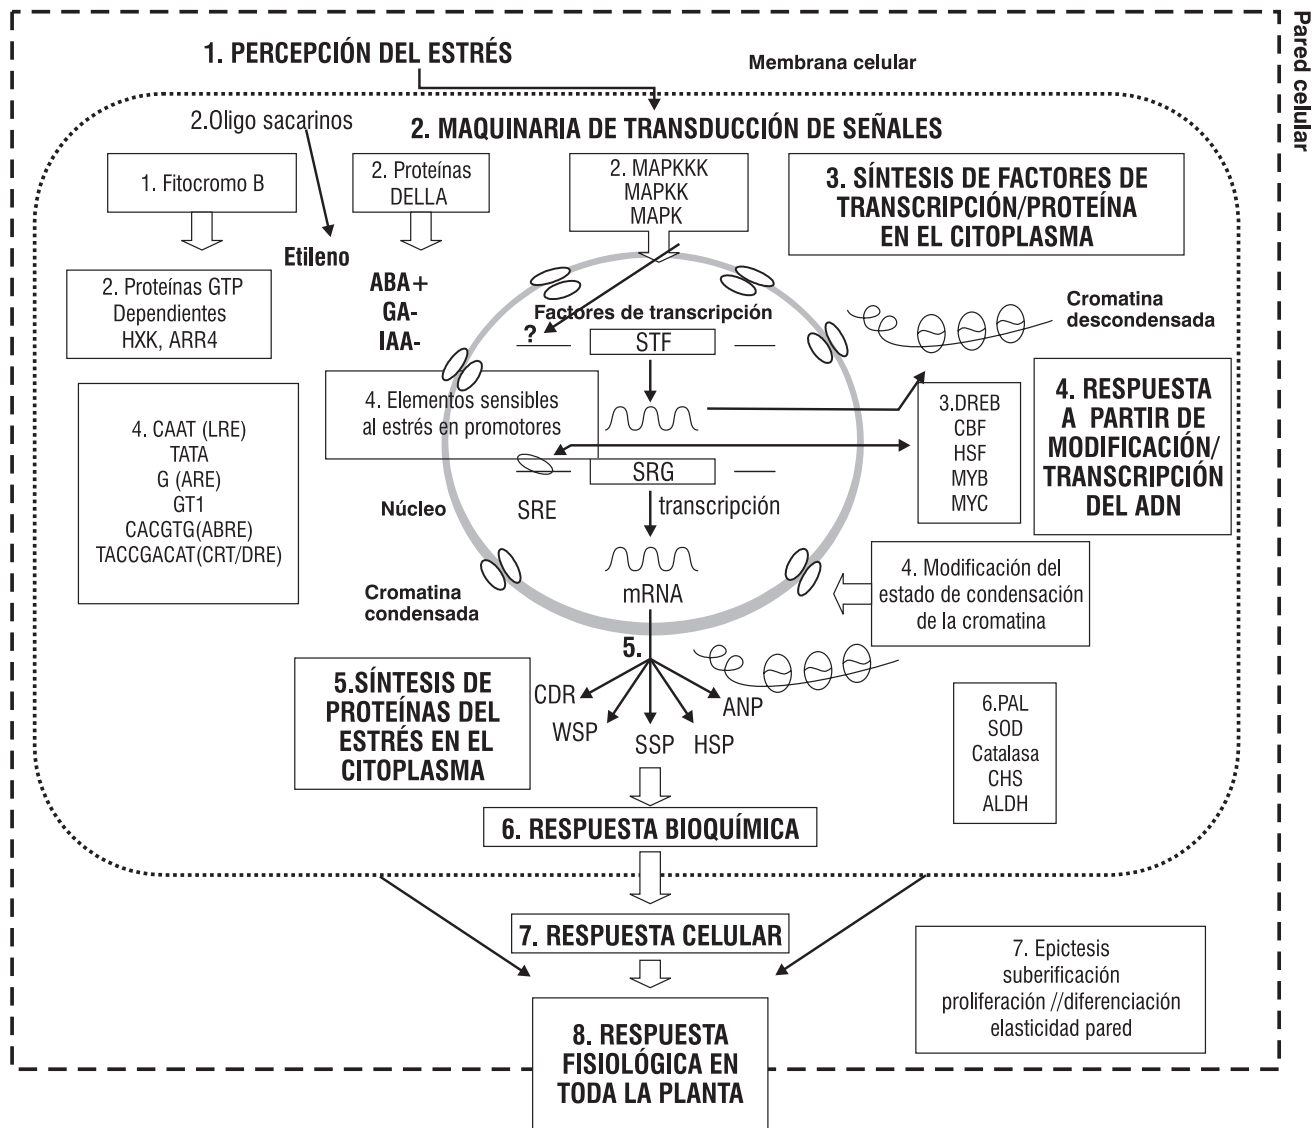 Pared celular
1. PERCEPCIÓN DEL ESTRÉS
Membrana celular
2.Oligo sacarinos
2. MAQUINARIA DE TRANSDUCCIÓN DE SEÑALES
1. Fitocromo B
2. Proteínas
DELLA
2. MAPKKK
MAPKK
MAPK
3. SÍNTESIS DE FACTORES DE
TRANSCRIPCIÓN/PROTEÍNA
EN EL CITOPLASMA
Etileno
2. Proteínas GTP
Dependientes
HXK, ARR4
ABA+
GA-
IAA-
Factores de transcripción
?
STF
Cromatina
descondensada
4. Elementos sensibles
al estrés en promotores
3.DREB
CBF
HSF
MYB
MYC
4. RESPUESTA
A PARTIR DE
MODIFICACIÓN/
TRANSCRIPCIÓN
DEL ADN
4. CAAT (LRE)
TATA
G (ARE)
GT1
CACGTG(ABRE)
TACCGACAT(CRT/DRE)
SRG
Núcleo
SRE
transcripción
mRNA
Cromatina
condensada
4. Modificación del
estado de condensación
de la cromatina
5.
5.SÍNTESIS DE
PROTEÍNAS DEL
ESTRÉS EN EL
CITOPLASMA
CDR
WSP
SSP
HSP
ANP
6.PAL
SOD
Catalasa
CHS
ALDH
6. RESPUESTA BIOQUÍMICA
7. RESPUESTA CELULAR
7. Epictesis
suberificación
proliferación //diferenciación
elasticidad pared
8. RESPUESTA
FISIOLÓGICA EN
TODA LA PLANTA